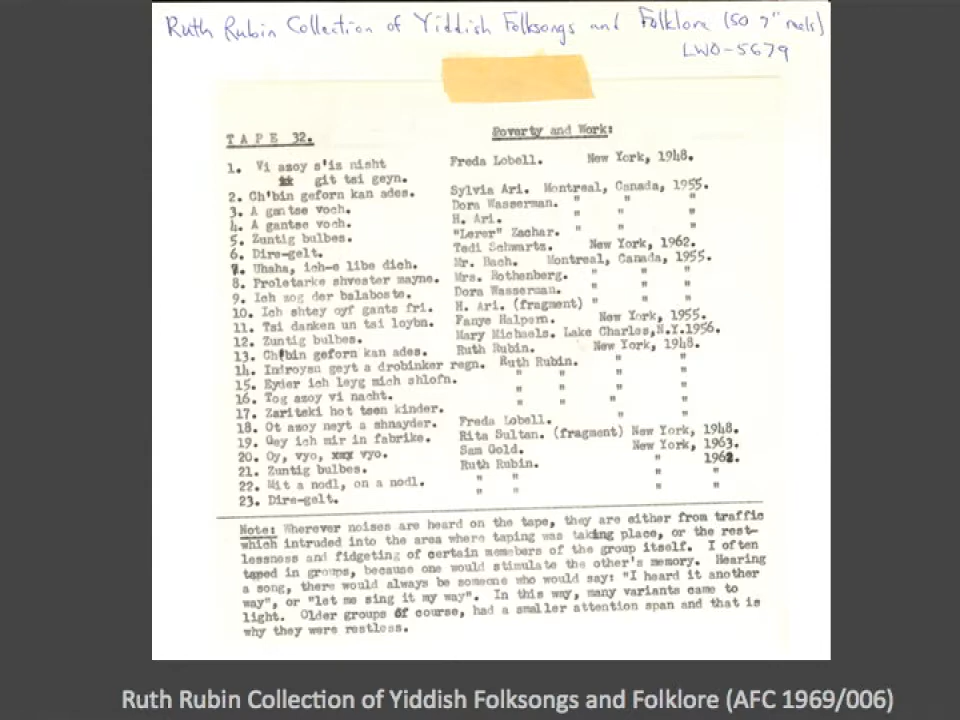 Ruth Rubin Collection of Yiddish Folksongs and Folklore (50 7" reels)
LWO-5679
TAPE 32. Poverty and Work:
1. Vi azoy s'is nisht Freda Lobell. New York, 1948.
git tsi geyn.
2. Ch'bin geforn kan ades. Sylvia Ari. Montreal, Canada, 1955.
3. A gantse voch. Dora Wasserman. " " "
4. A gantse voch. H. Ari. " " "
5. Zuntig bulbes. "Lerer" Zachar. " " "
6. Dire-gelt. Tedi Schwartz. New York, 1962.
7. Uhaha, ich-e libe dich. Mr. Bach. Montreal, Canada, 1955.
8. Proletarke shvester mayne. Mrs. Rothenberg. " " "
9. Ich zog der balaboste. Dora Wasserman. " " "
10. Ich shtey oyf gants fri. H. Ari. (fragment) " " "
11. Tsi danken un tsi loybn. Fanye Halpern. New York, 1955.
12. Zuntig bulbes. Mary Michaels. Lake Charles,N.Y.1956.
13. Ch'bin geforn kan ades. Ruth Rubin. New York, 1948.
14. Indroysn geyt a drobinker regn. Ruth Rubin. " "
15. Eyder ich leyg mich shlofn. " " " "
16. Tog azoy vi nacht. " " " "
17. Zariteki hot tsen kinder. " " " "
18. Ot azoy neyt a shnayder. Freda Lobell. " "
19. Gey ich mir in fabrike. Rita Sultan. (fragment) New York, 1948.
20. Oy, vyo, vyo. Sam Gold. New York, 1963.
21. Zuntig bulbes. Ruth Rubin. " 1962.
22. Mit a nodl, on a nodl. " " " "
23. Dire-gelt. " " " "
Note: Wherever noises are heard on the tape, they are either from traffic
which intruded into the area where taping was taking place, or the rest-
lessness and fidgeting of certain memebers of the group itself. I often
taped in groups, because one would stimulate the other's memory. Hearing
a song, there would always be someone who would say: "I heard it another
way", or "let me sing it my way". In this way, many variants came to
light. Older groups of course, had a smaller attention span and that is
why they were restless.
Ruth Rubin Collection of Yiddish Folksongs and Folklore (AFC 1969/006)